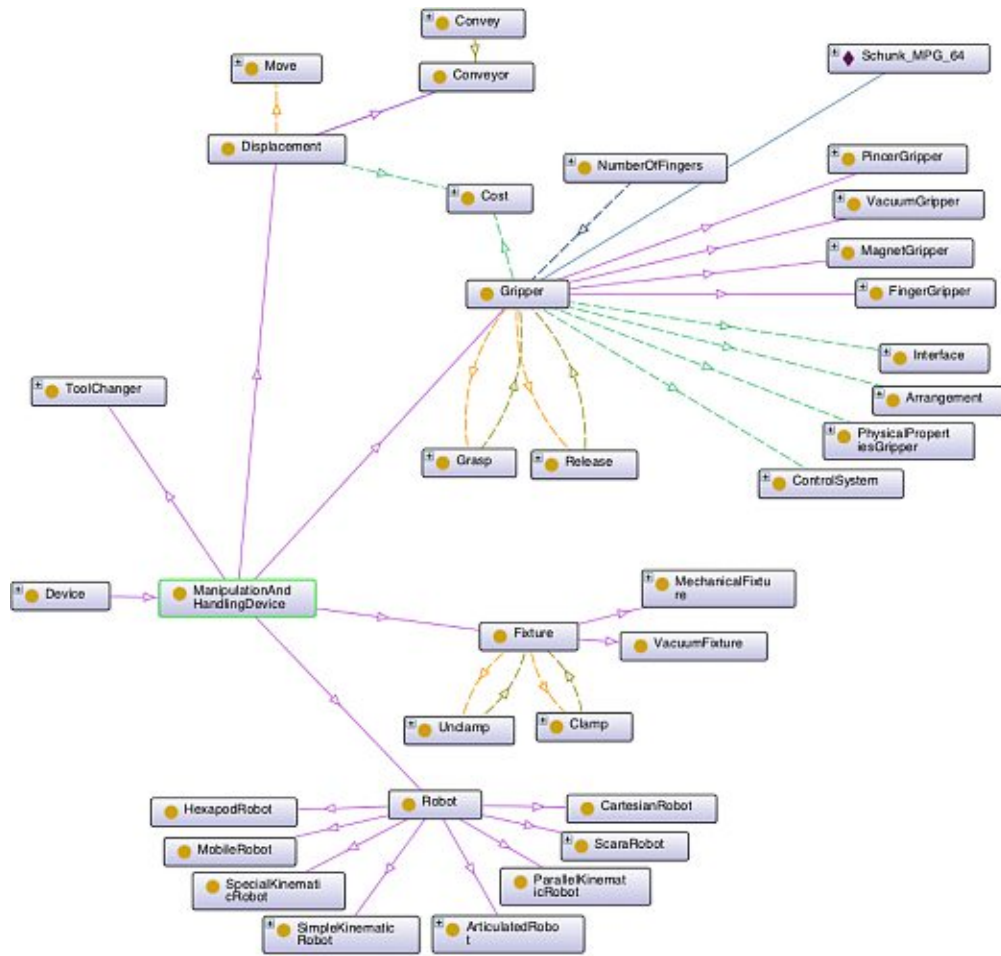 Convey
Schunk_MPG_64
Move
Conveyor
Displacement
NumberOfFingers
PincerGripper
Cost
VacuumGripper
MagnetGripper
Gripper
FingerGripper
Interface
ToolChanger
Arrangement
PhysicalPropert
iesGripper
Grasp
Release
ControlSystem
Device
ManipulationAnd
HandlingDevice
MechanicalFixtu
re
Fixture
VacuumFixture
Unclamp
Clamp
HexapodRobot
Robot
CartesianRobot
MobileRobot
ScaraRobot
SpecialKinemati
cRobot
ParallelKinemat
icRobot
SimpleKinematic
Robot
ArticulatedRobo
t